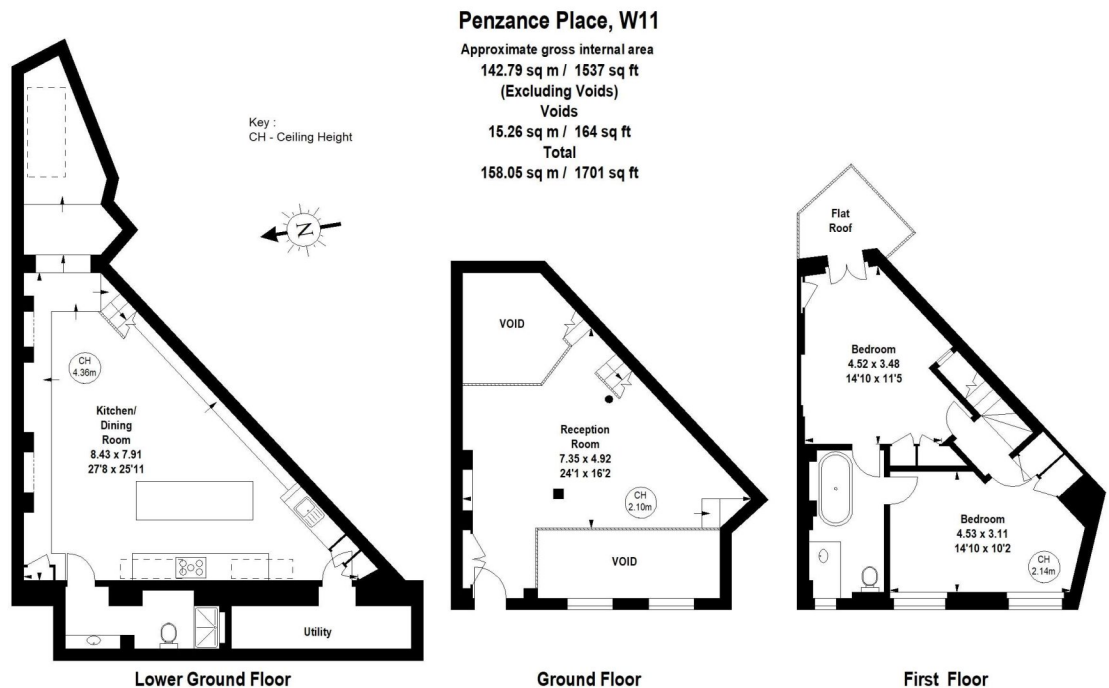 Penzance Place, W11
Approximate gross internal area
142.79 sq m / 1537 sq ft
(Excluding Voids)
Voids
15.26 sq m / 164 sq ft
Total
158.05 sq m / 1701 sq ft
Key :
CH - Ceiling Height
N
CH
4.36m
Kitchen/
Dining
Room
8.43 x 7.91
27'8 x 25'11
Utility
Lower Ground Floor
VOID
Reception
Room
7.35 x 4.92
24'1 x 16'2
CH
2.10m
VOID
Ground Floor
Flat
Roof
Bedroom
4.52 x 3.48
14'10 x 11'5
Bedroom
4.53 x 3.11
14'10 x 10'2
CH
2.14m
First Floor